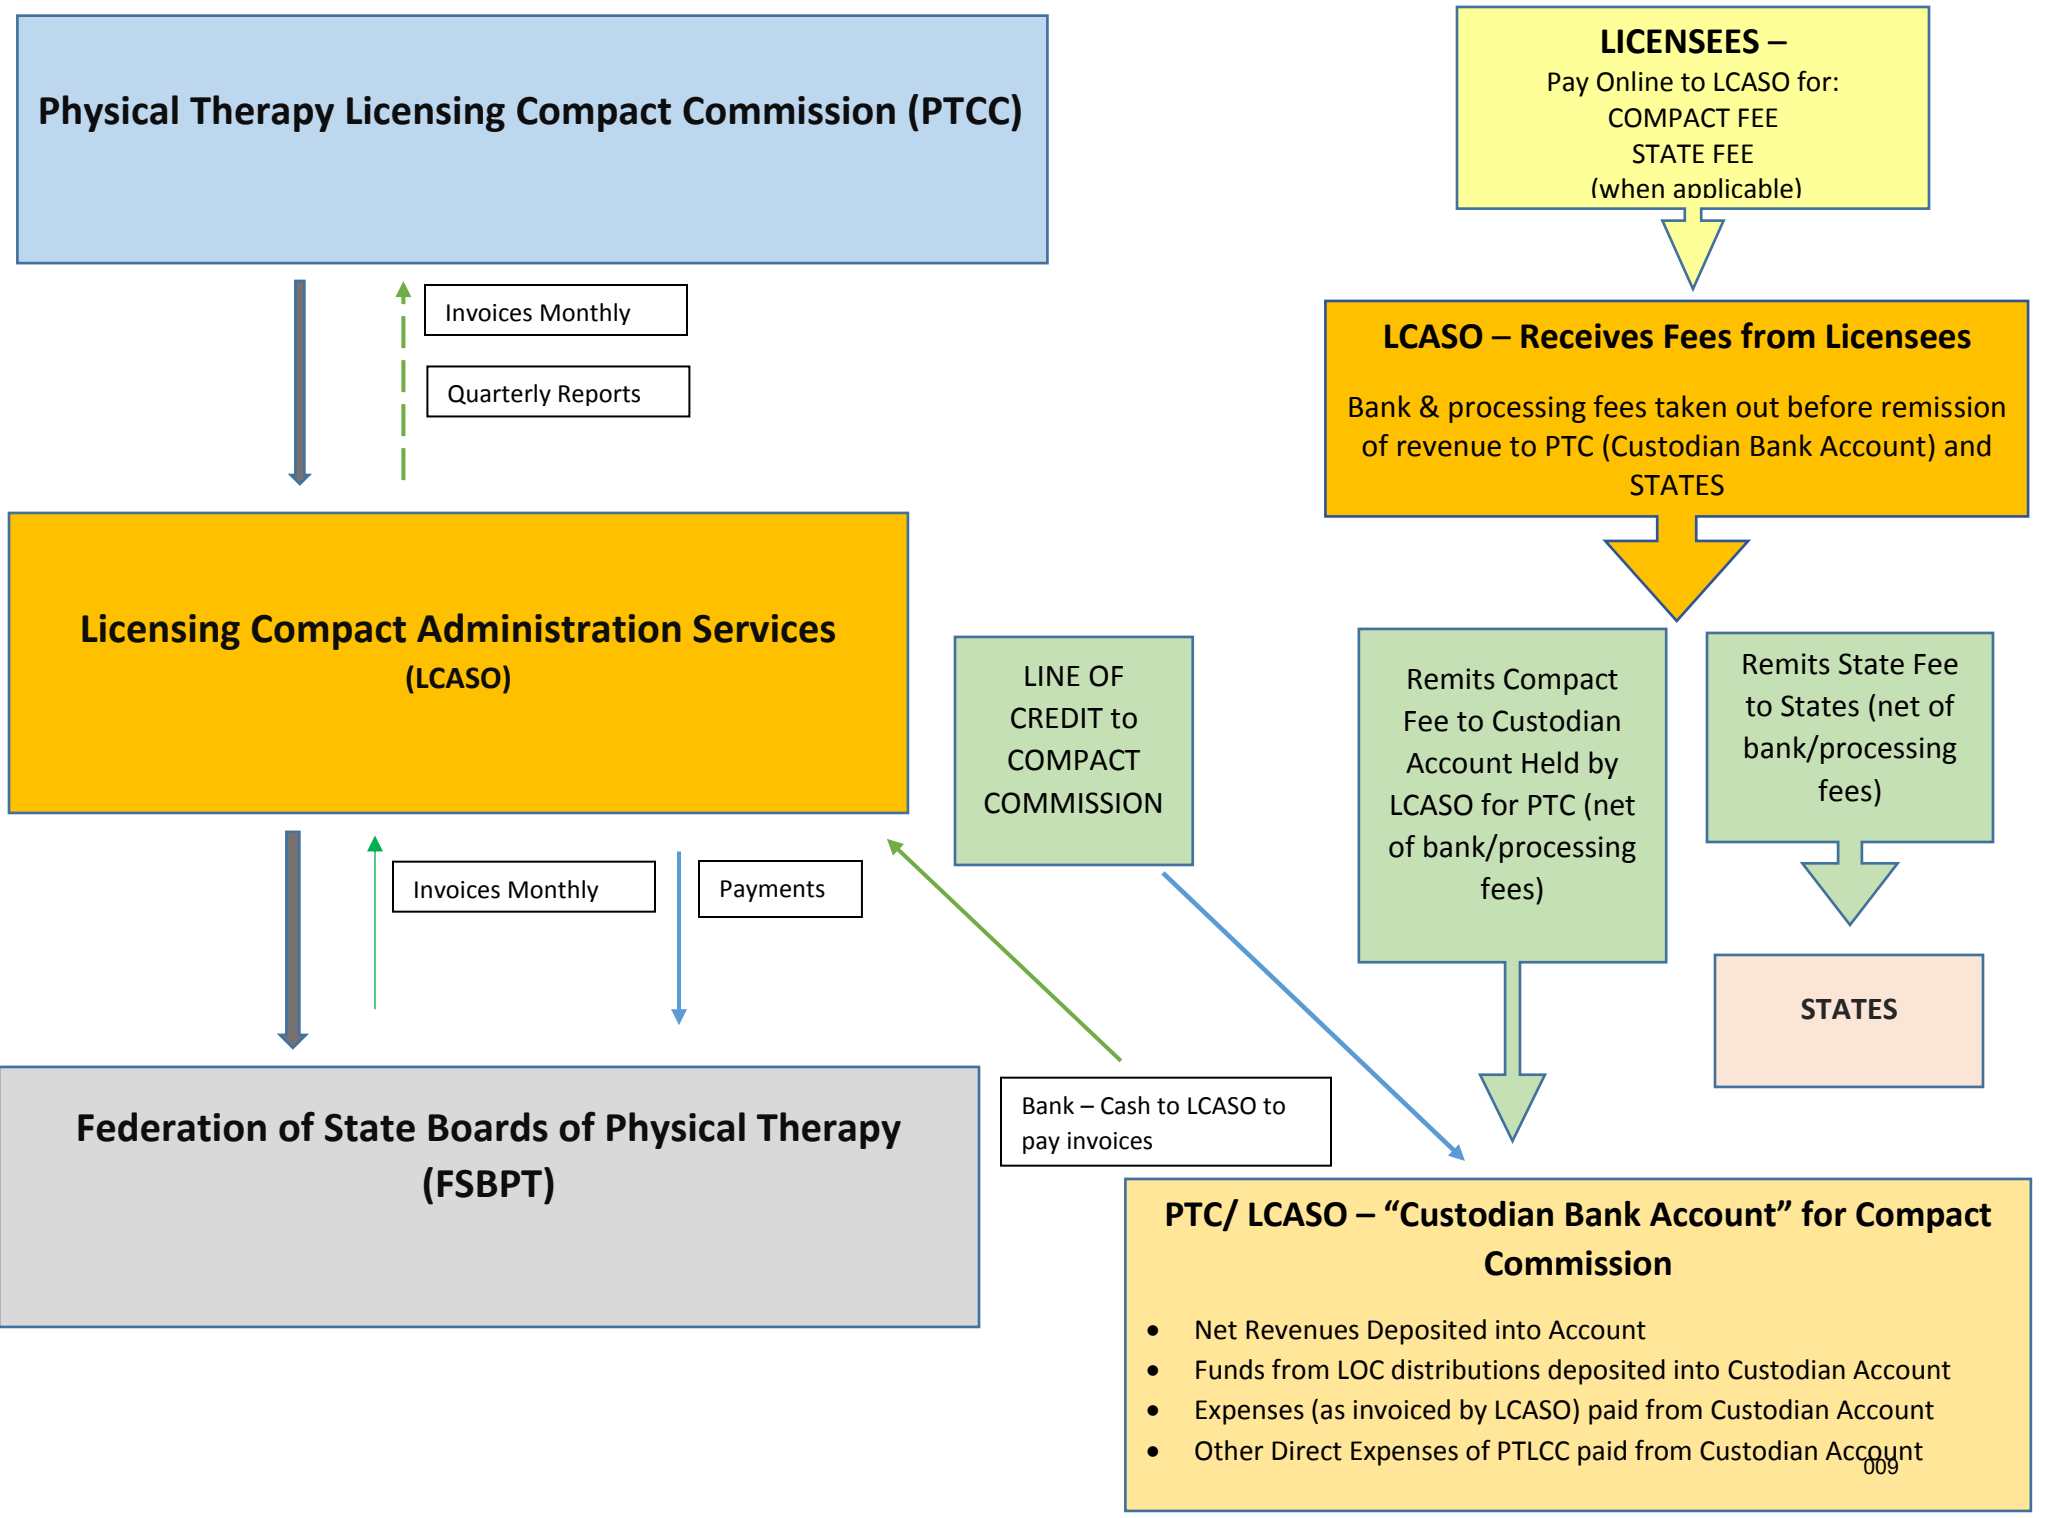 Physical Therapy Licensing Compact Commission (PTCC)
Invoices Monthly
Quarterly Reports
Licensing Compact Administration Services
(LCASO)
Invoices Monthly
Payments
Federation of State Boards of Physical Therapy
(FSBPT)
LINE OF
CREDIT to
COMPACT
COMMISSION
Bank – Cash to LCASO to
pay invoices
LICENSEES –
Pay Online to LCASO for:
COMPACT FEE
STATE FEE
(when applicable)
LCASO – Receives Fees from Licensees
Bank & processing fees taken out before remission
of revenue to PTC (Custodian Bank Account) and
STATES
Remits Compact
Fee to Custodian
Account Held by
LCASO for PTC (net
of bank/processing
fees)
Remits State Fee
to States (net of
bank/processing
fees)
STATES
PTC/ LCASO – “Custodian Bank Account” for Compact
Commission
• Net Revenues Deposited into Account
• Funds from LOC distributions deposited into Custodian Account
• Expenses (as invoiced by LCASO) paid from Custodian Account
• Other Direct Expenses of PTLCC paid from Custodian Account
009